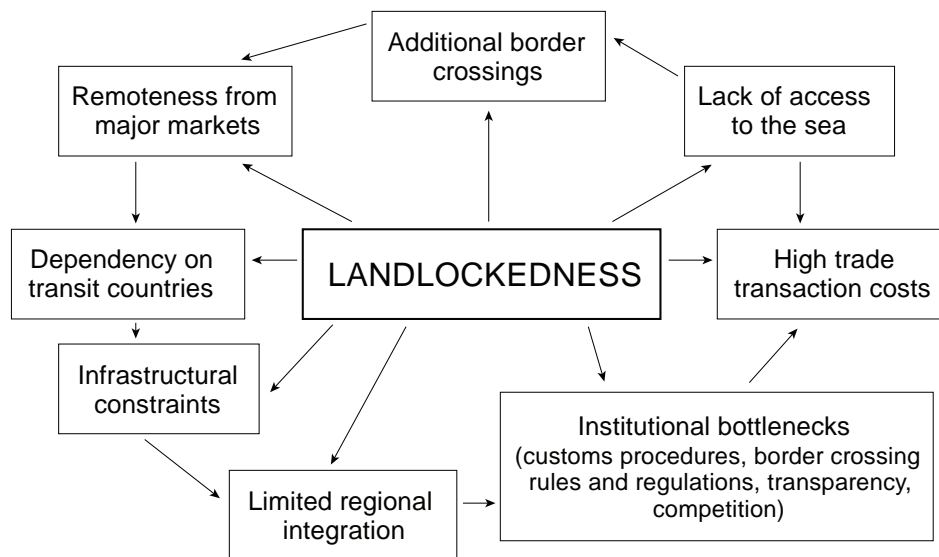 Additional border
crossings
Remoteness from
major markets
Lack of access
to the sea
Dependency on
transit countries
LANDLOCKEDNESS
High trade
transaction costs
Infrastructural
constraints
Institutional bottlenecks
(customs procedures, border crossing
rules and regulations, transparency,
competition)
Limited regional
integration